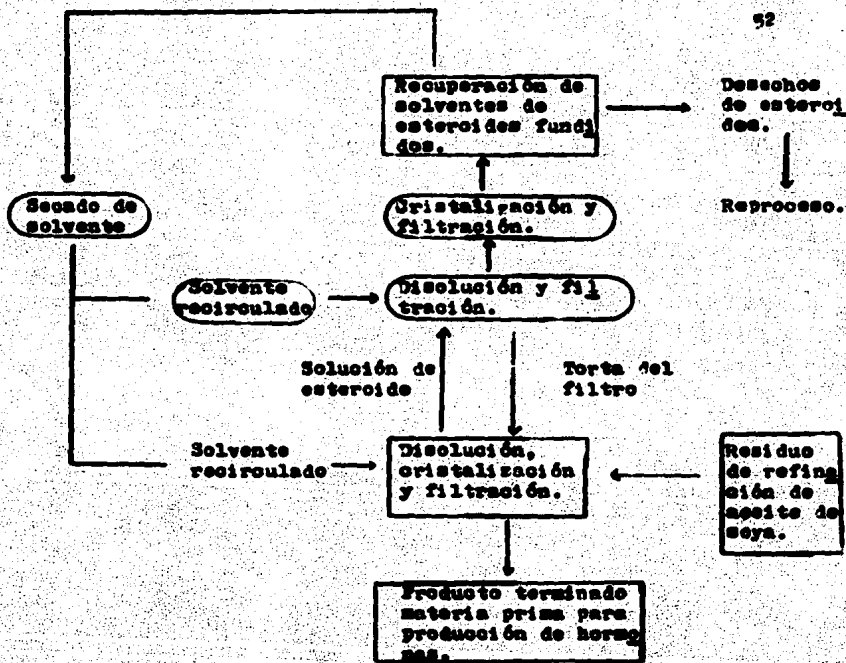 52
Recuperación de
solventes de
esteroides fundi
dos.
Desechos
de esteroi
des.
Reproceso.
Secado de
solvente
Cristalización y
filtración.
Solvente
recirculado
Disolución y fil
tración.
Solución de
esteroide
Torta del
filtro
Solvente
recirculado
Disolución,
cristalización
y filtración.
Residuo
de refina
ción de
aceite de
soya.
Producto terminado
materia prima para
producción de hormo
nas.